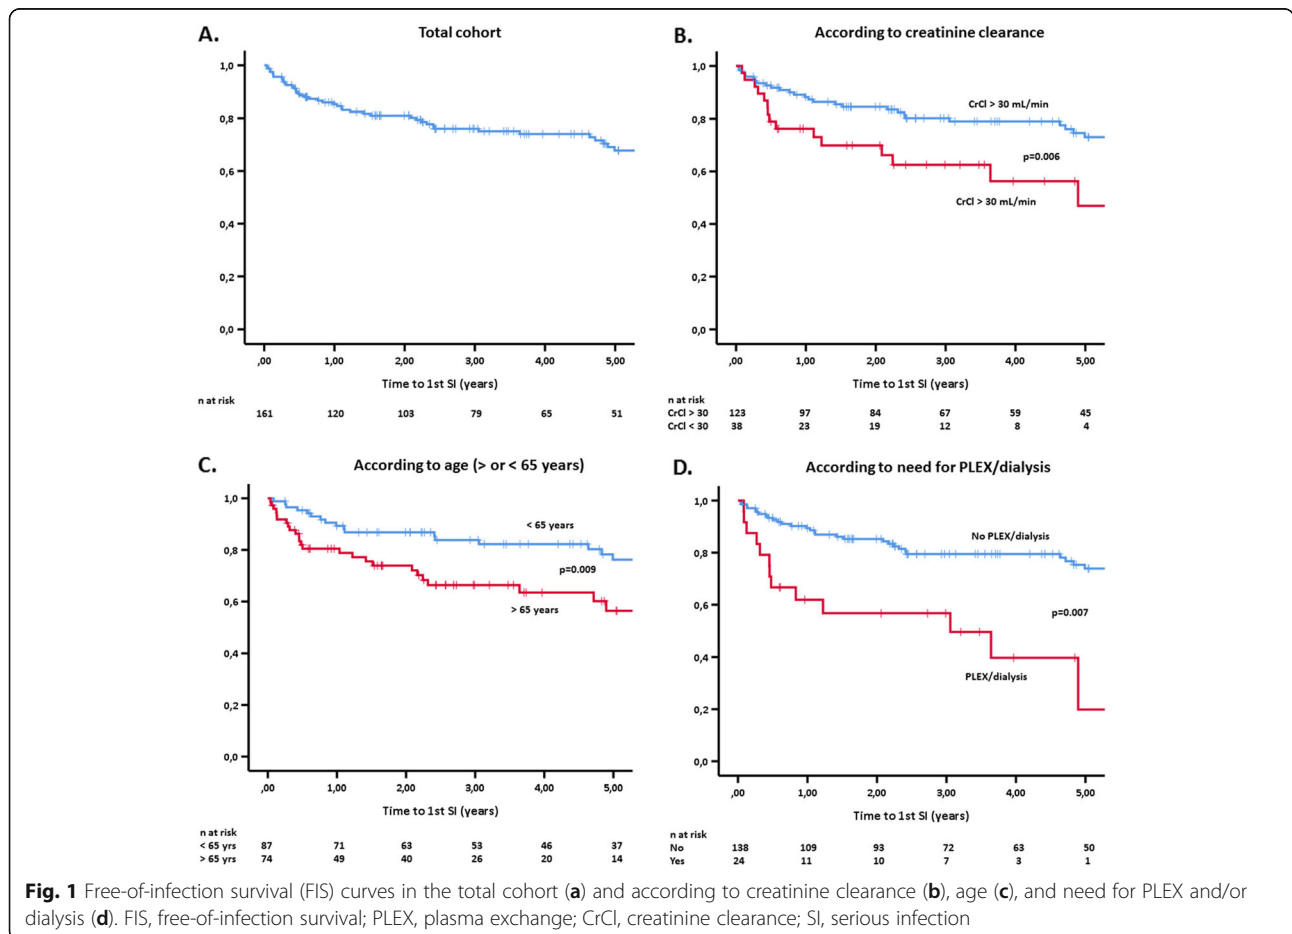 A.
Total cohort
1,0
0,8
0,6
0,4
0,2
0,0
,00 1,00 2,00 3,00 4,00 5,00
Time to 1st SI (years)
n at risk
161 120 103 79 65 51
B.
According to creatinine clearance
1,0
0,8
0,6
0,4
0,2
0,0
CrCl > 30 mL/min
p=0.006
CrCl > 30 mL/min
,00 1,00 2,00 3,00 4,00 5,00
Time to 1st SI (years)
n at risk
CrCl > 30 123 97 84 67 59 45
CrCl < 30 38 23 19 12 8 4
C.
According to age (> or < 65 years)
1,0
0,8
0,6
0,4
0,2
0,0
< 65 years
p=0.009
> 65 years
,00 1,00 2,00 3,00 4,00 5,00
Time to 1st SI (years)
n at risk
< 65 yrs 87 71 63 53 46 37
> 65 yrs 74 49 40 26 20 14
D.
According to need for PLEX/dialysis
1,0
0,8
0,6
0,4
0,2
0,0
No PLEX/dialysis
p=0.007
PLEX/dialysis
,00 1,00 2,00 3,00 4,00 5,00
Time to 1st SI (years)
n at risk
No 138 109 93 72 63 50
Yes 24 11 10 7 3 1
Fig. 1 Free-of-infection survival (FIS) curves in the total cohort (a) and according to creatinine clearance (b), age (c), and need for PLEX and/or
dialysis (d). FIS, free-of-infection survival; PLEX, plasma exchange; CrCl, creatinine clearance; SI, serious infection